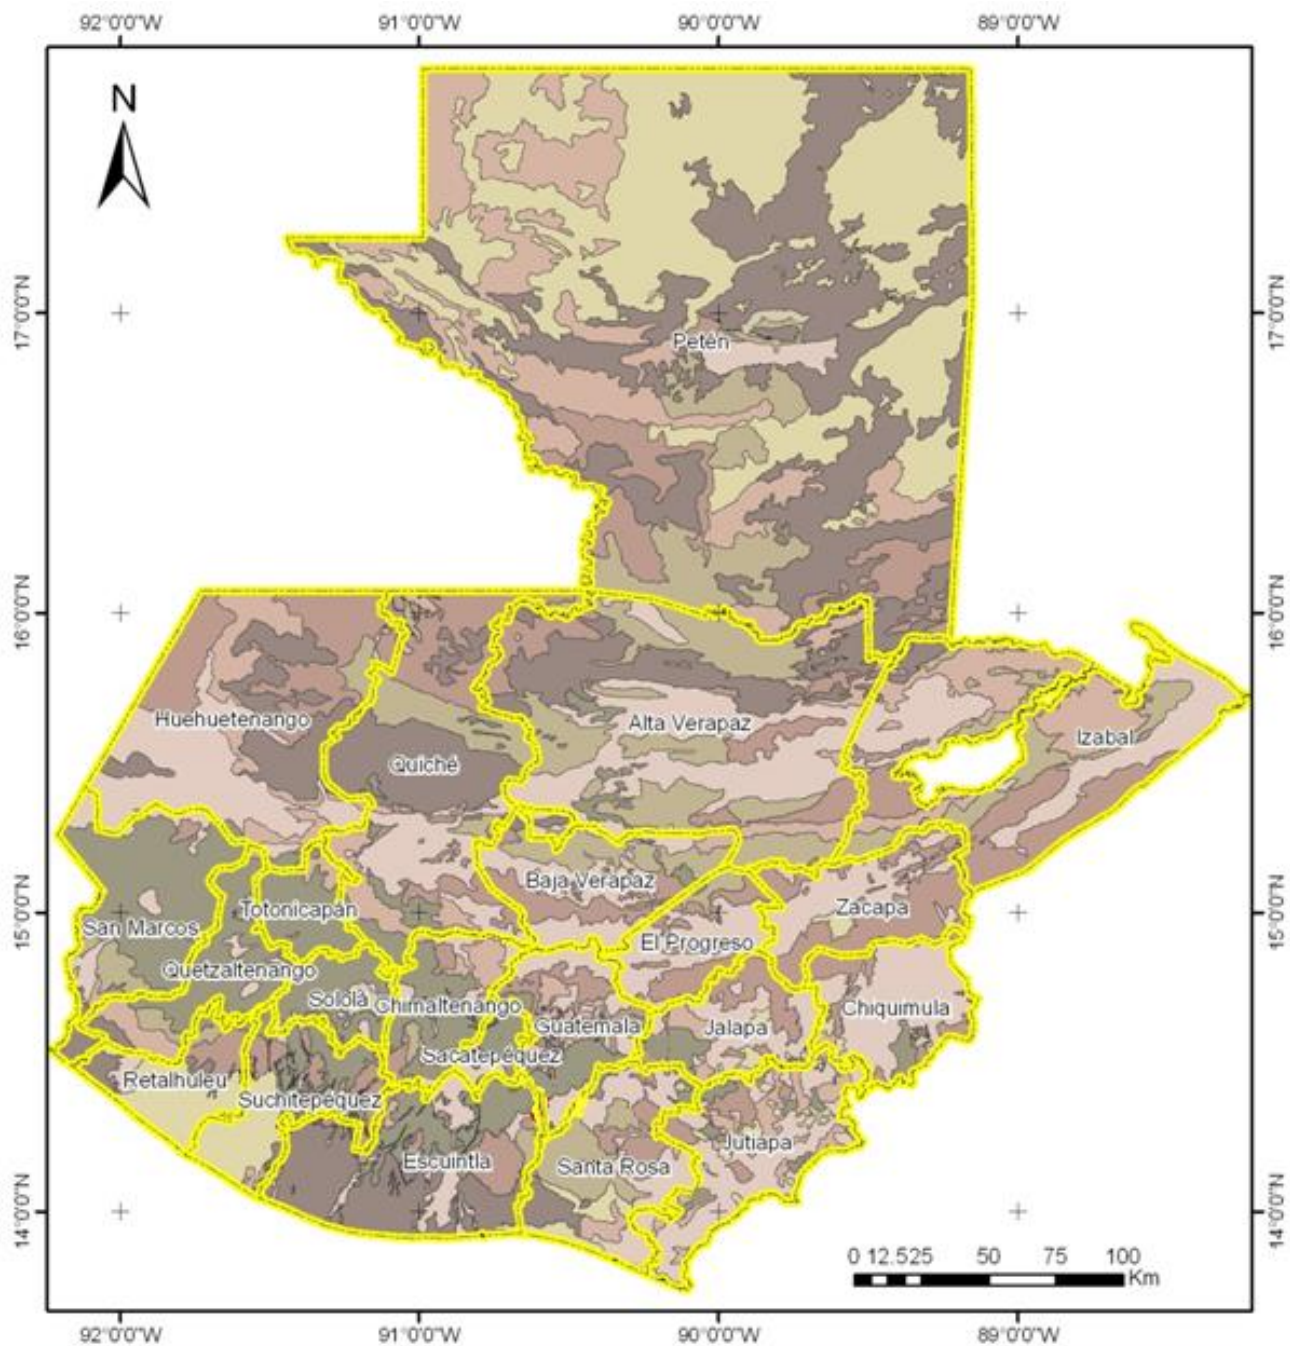 92°0'0"W 91°0'0"W 90°0'0"W 89°0'0"W
N
17°0'0"N 17°0'0"N
Petén
16°0'0"N 16°0'0"N
Huehuetenango Alta Verapaz Izabal
Quiché
Baja Verapaz
15°0'0"N San Marcos Totonicapán Zacapa 15°0'0"N
El Progreso
Quetzaltenango
Sololá Chimaltenango Chiquimula
Guatemala Jalapa
Sacatepéquez
Retalhuleu
Suchitepéquez
Jutiapa
Escuintla Santa Rosa
14°0'0"N 14°0'0"N
0 12.525 50 75 100
Km
92°0'0"W 91°0'0"W 90°0'0"W 89°0'0"W